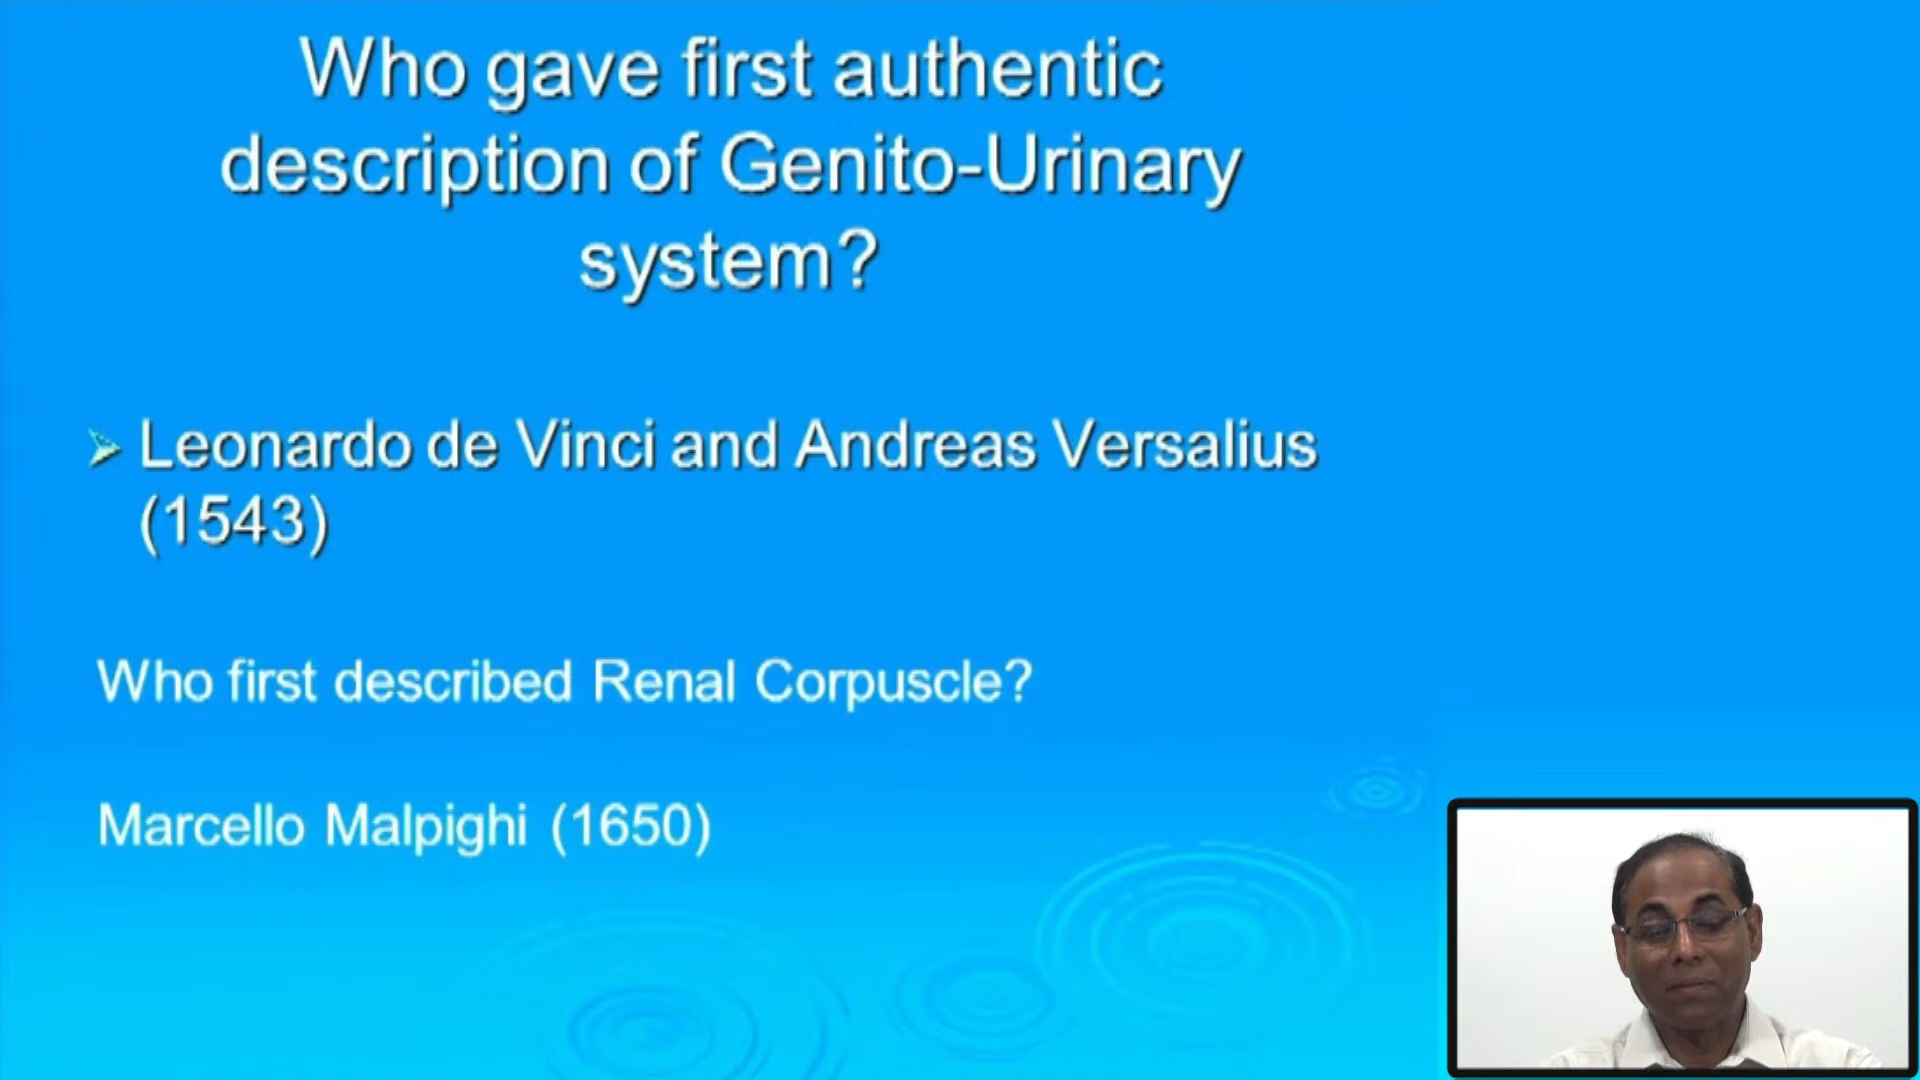 Who gave first authentic
description of Genito-Urinary
system?
Leonardo de Vinci and Andreas Versalius
(1543)
Who first described Renal Corpuscle?
Marcello Malpighi (1650)